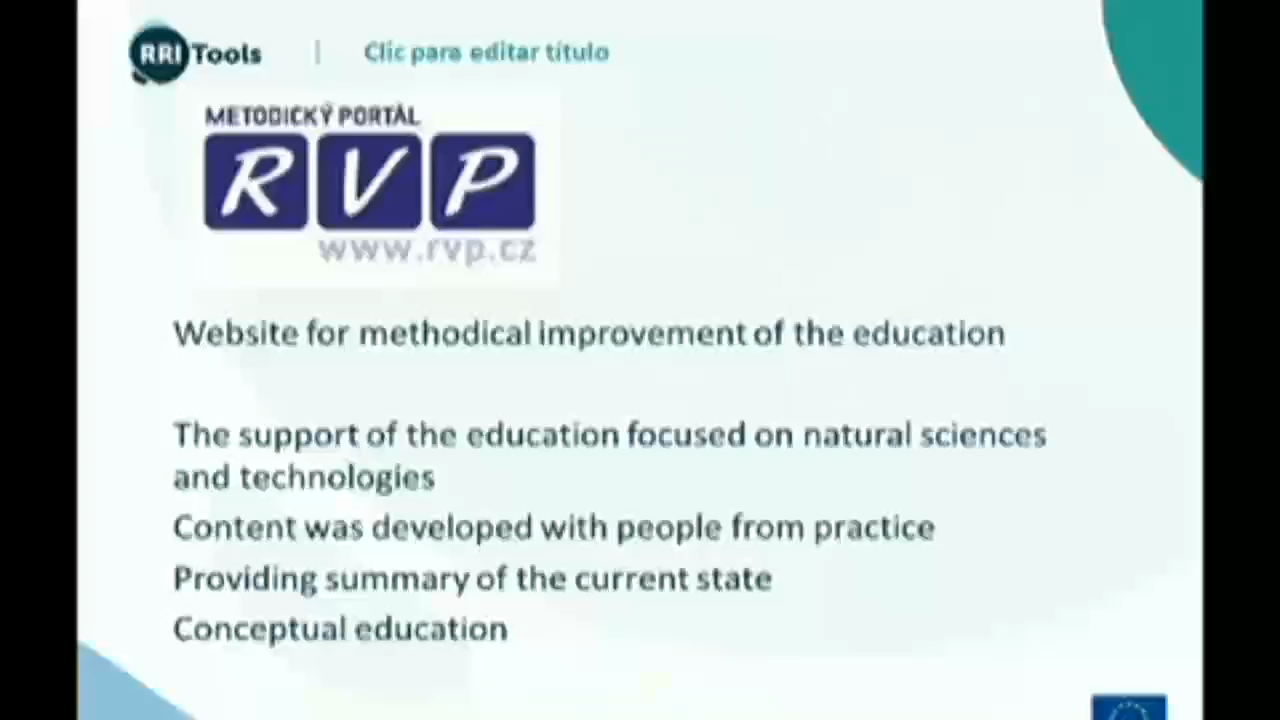 RRI Tools | Clic para editar título
METODICKÝ PORTÁL
RVP
www.rvp.cz
Website for methodical improvement of the education
The support of the education focused on natural sciences
and technologies
Content was developed with people from practice
Providing summary of the current state
Conceptual education